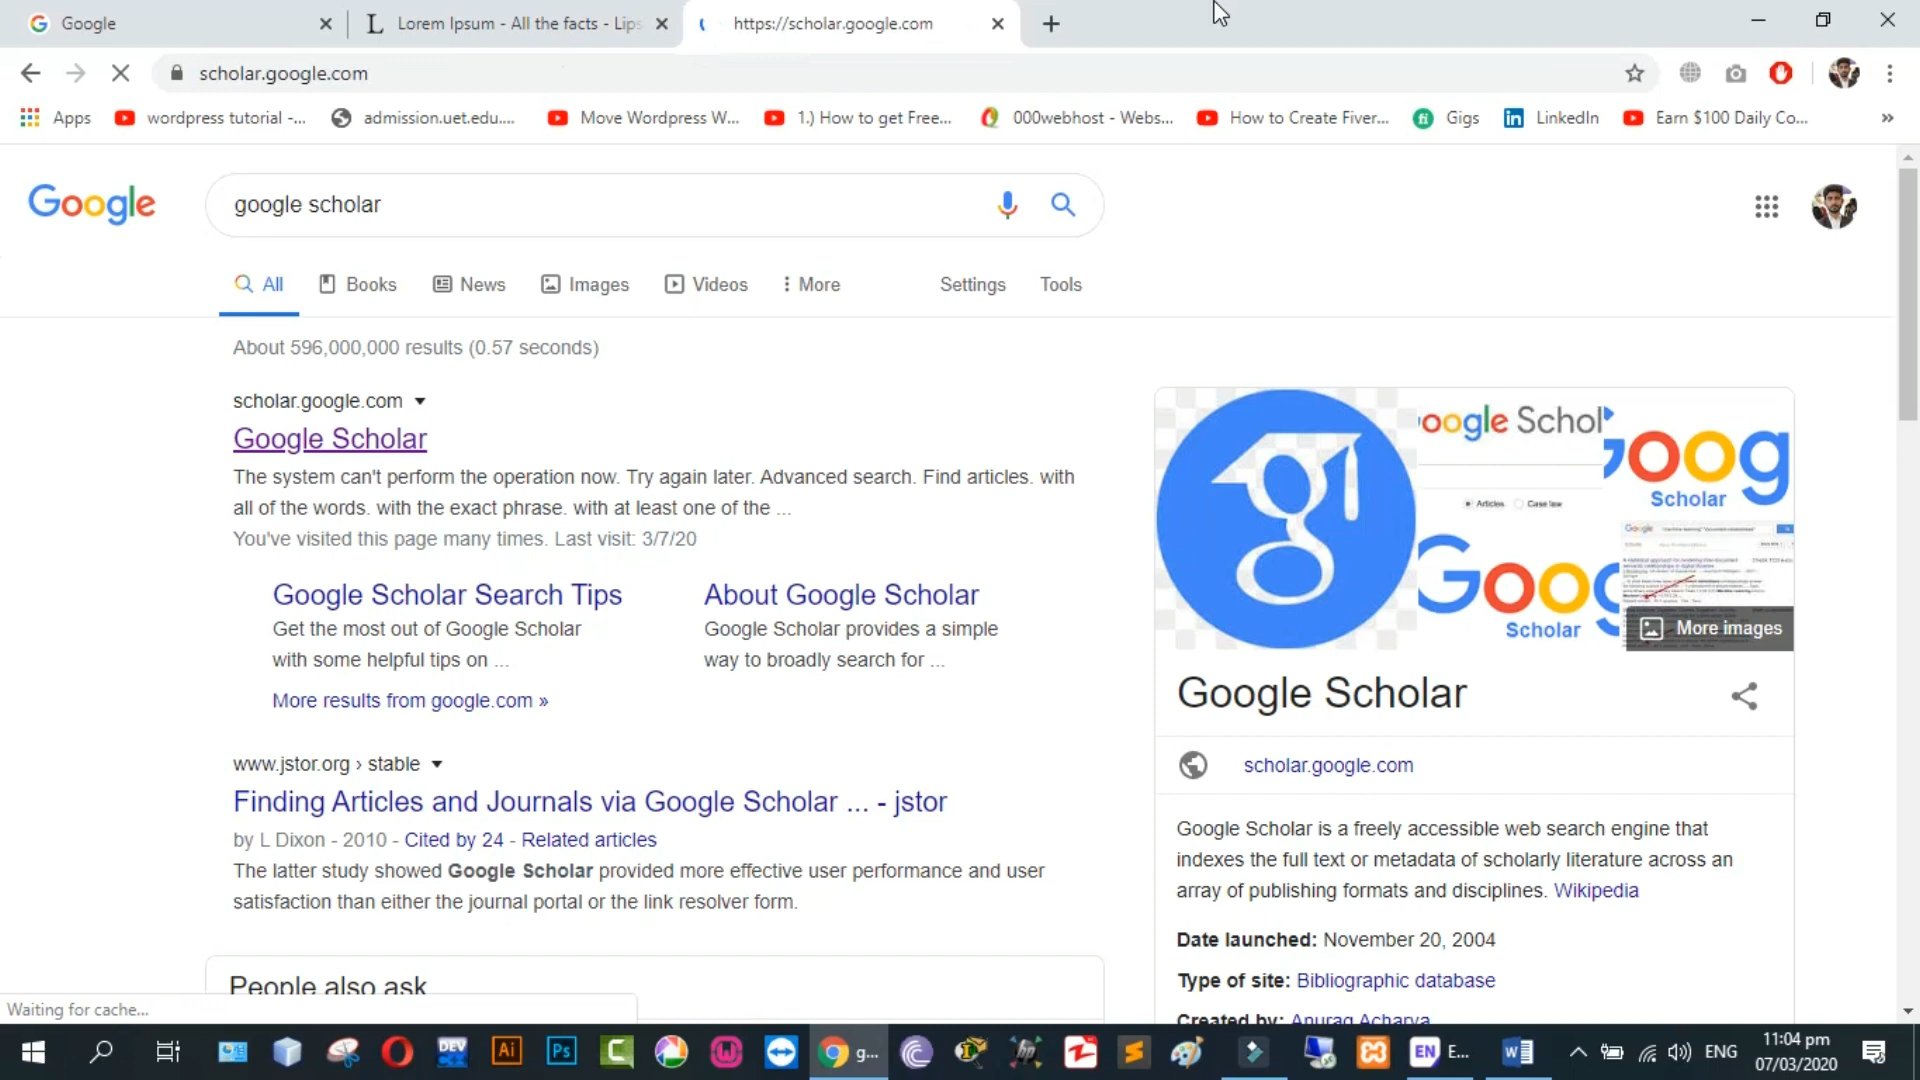 Google
Lorem Ipsum - All the facts - Lips
https://scholar.google.com
scholar.google.com
Apps
wordpress tutorial -...
admission.uet.edu....
Move Wordpress W...
1.) How to get Free...
000webhost - Webs...
How to Create Fiver...
Gigs
LinkedIn
Earn $100 Daily Co...
»
Google
google scholar
All
Books
News
Images
Videos
More
Settings
Tools
About 596,000,000 results (0.57 seconds)
scholar.google.com
Google Scholar
The system can't perform the operation now. Try again later. Advanced search. Find articles. with
all of the words. with the exact phrase. with at least one of the ...
You've visited this page many times. Last visit: 3/7/20
Google Scholar Search Tips
Get the most out of Google Scholar
with some helpful tips on ...
About Google Scholar
Google Scholar provides a simple
way to broadly search for ...
More results from google.com »
www.jstor.org › stable
Finding Articles and Journals via Google Scholar ... - jstor
by L Dixon - 2010 - Cited by 24 - Related articles
The latter study showed Google Scholar provided more effective user performance and user
satisfaction than either the journal portal or the link resolver form.
People also ask
oogle Schol
Articles
Case law
Goog
Scholar
Goog
Scholar
Google
More images
Google Scholar
scholar.google.com
Google Scholar is a freely accessible web search engine that
indexes the full text or metadata of scholarly literature across an
array of publishing formats and disciplines. Wikipedia
Date launched: November 20, 2004
Type of site: Bibliographic database
Created by: Anurag Acharya
Waiting for cache...
DEV
Ai
Ps
C
g...
hp
EN
E...
W
ENG
11:04 pm
07/03/2020